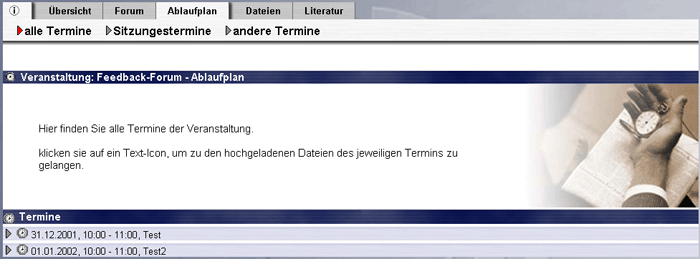 Übersicht Forum Ablaufplan Dateien Literatur
alle Termine Sitzungestermine andere Termine
Veranstaltung: Feedback-Forum - Ablaufplan
Hier finden Sie alle Termine der Veranstaltung.
klicken sie auf ein Text-Icon, um zu den hochgeladenen Dateien des jeweiligen Termins zu
gelangen.
Termine
31.12.2001, 10:00 - 11:00, Test
01.01.2002, 10:00 - 11:00, Test2